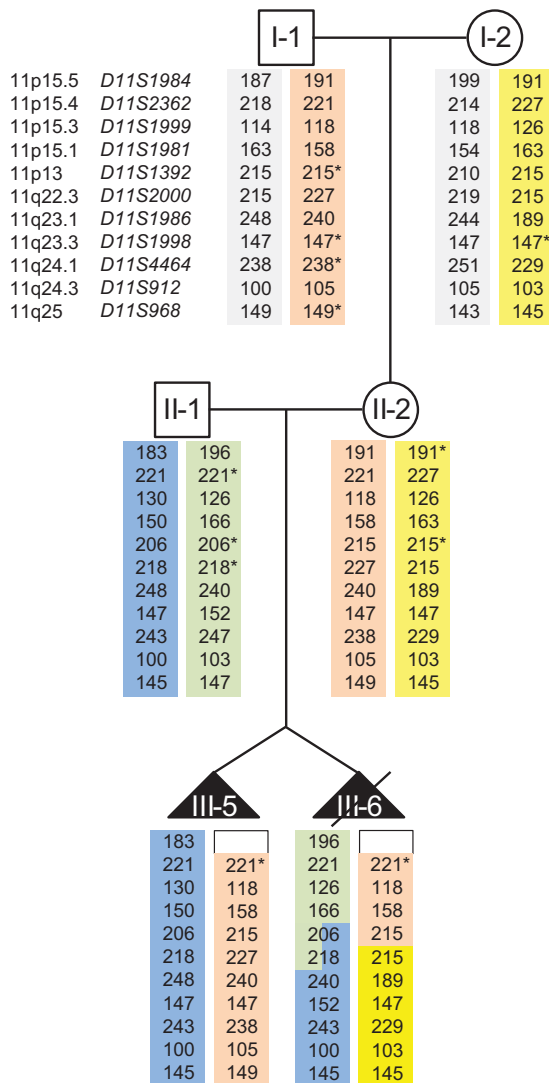 I-1 I-2
11p15.5 D11S1984 187 191 199 191
11p15.4 D11S2362 218 221 214 227
11p15.3 D11S1999 114 118 118 126
11p15.1 D11S1981 163 158 154 163
11p13 D11S1392 215 215* 210 215
11q22.3 D11S2000 215 227 219 215
11q23.1 D11S1986 248 240 244 189
11q23.3 D11S1998 147 147* 147 147*
11q24.1 D11S4464 238 238* 251 229
11q24.3 D11S912 100 105 105 103
11q25 D11S968 149 149* 143 145
II-1 II-2
183 196 191 191*
221 221* 221 227
130 126 118 126
150 166 158 163
206 206* 215 215*
218 218* 227 215
248 240 240 189
147 152 147 147
243 247 238 229
100 103 105 103
145 147 149 145
III-5 III-6
183 196
221 221* 221 221*
130 118 126 118
150 158 166 158
206 215 206 215
218 227 218 215
248 240 240 189
147 147 152 147
243 238 243 229
100 105 100 103
145 149 145 145